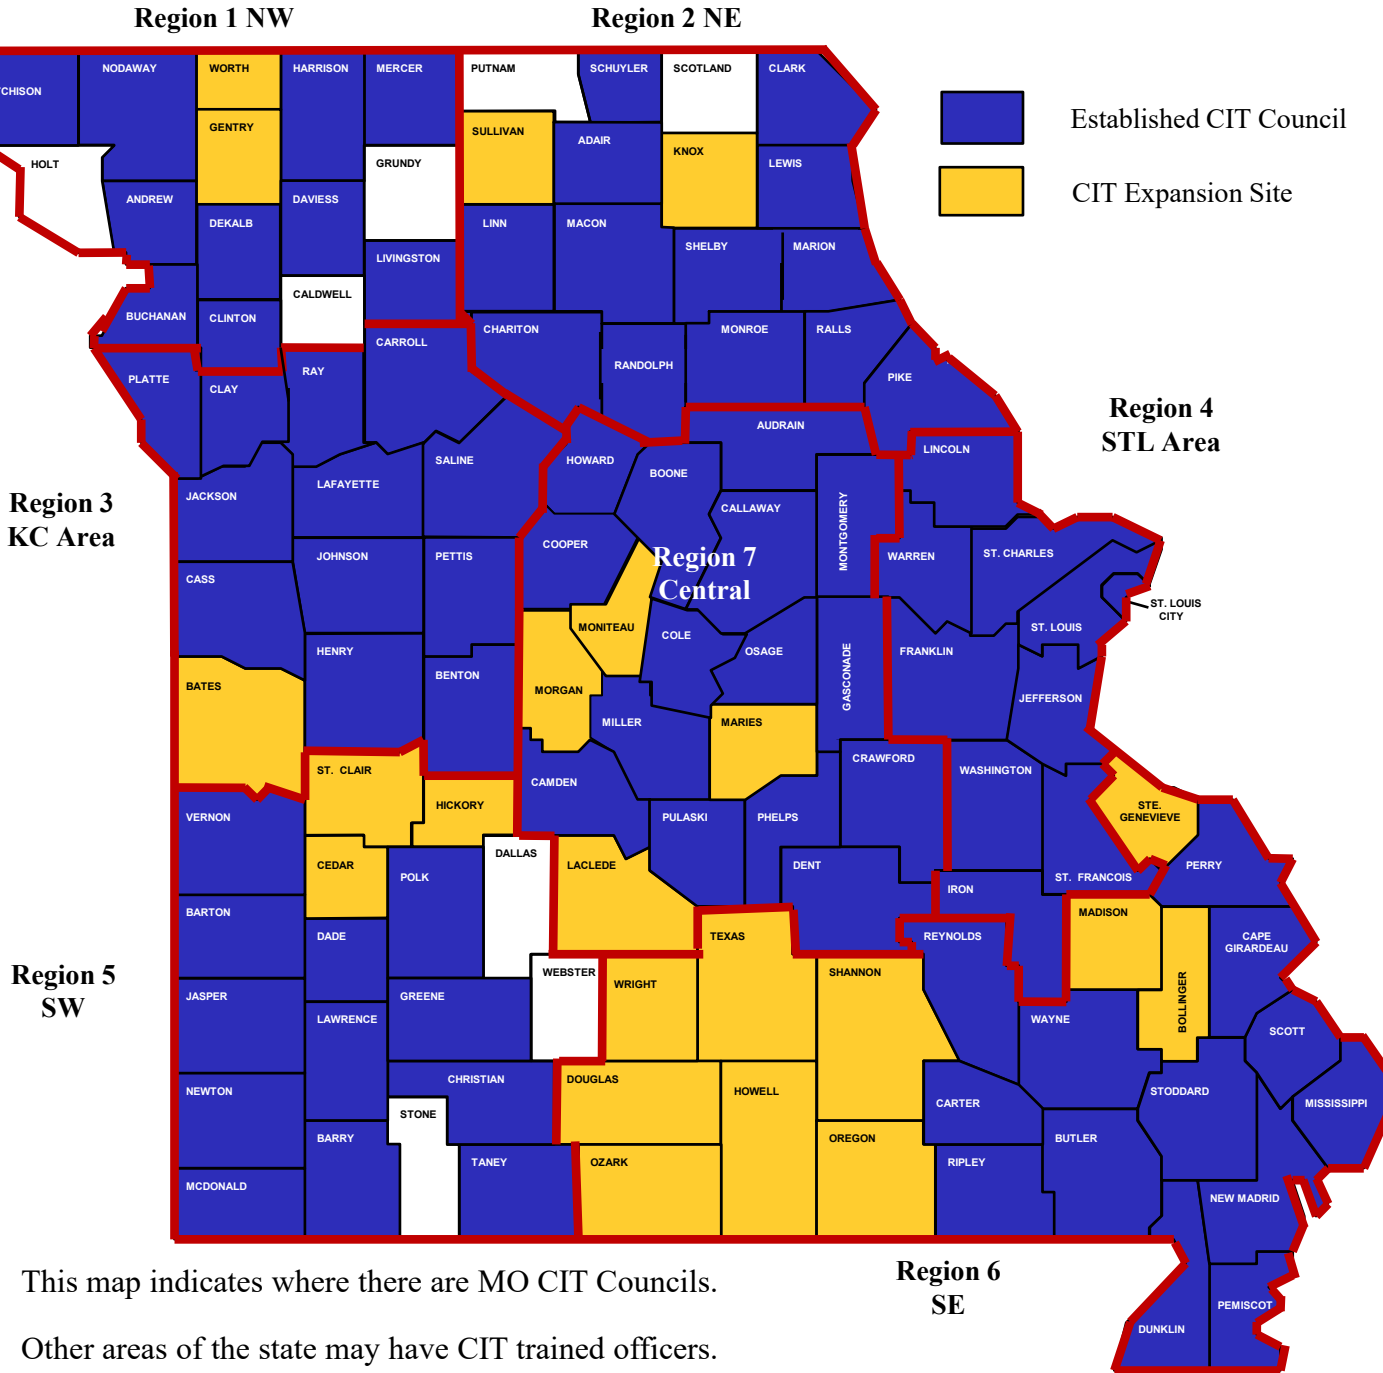 Region 1 NW
Region 2 NE
CHISON
NODAWAY
WORTH
HARRISON
MERCER
PUTNAM
SCHUYLER
SCOTLAND
CLARK
Established CIT Council
HOLT
GENTRY
GRUNDY
SULLIVAN
ADAIR
KNOX
LEWIS
CIT Expansion Site
ANDREW
DEKALB
DAVIESS
LINN
MACON
SHELBY
MARION
LIVINGSTON
CALDWELL
BUCHANAN
CLINTON
CARROLL
CHARITON
RANDOLPH
MONROE
RALLS
PIKE
PLATTE
CLAY
RAY
Region 4
STL Area
AUDRAIN
LINCOLN
SALINE
HOWARD
BOONE
Region 3
KC Area
JACKSON
LAFAYETTE
CALLAWAY
MONTGOMERY
JOHNSON
PETTIS
COOPER
Region 7
Central
WARREN
ST. CHARLES
CASS
ST. LOUIS
CITY
MONITEAU
COLE
OSAGE
GASCONADE
FRANKLIN
ST. LOUIS
HENRY
BENTON
BATES
MORGAN
MILLER
MARIES
JEFFERSON
ST. CLAIR
HICKORY
CAMDEN
CRAWFORD
WASHINGTON
VERNON
PULASKI
PHELPS
STE.
GENEVIEVE
CEDAR
POLK
DALLAS
LACLEDE
DENT
IRON
ST. FRANCOIS
PERRY
BARTON
DADE
TEXAS
REYNOLDS
MADISON
CAPE
GIRARDEAU
Region 5
SW
JASPER
LAWRENCE
GREENE
WEBSTER
WRIGHT
SHANNON
WAYNE
BOLLINGER
SCOTT
NEWTON
CHRISTIAN
DOUGLAS
HOWELL
CARTER
STODDARD
MISSISSIPPI
STONE
BARRY
TANEY
OZARK
OREGON
RIPLEY
BUTLER
MCDONALD
NEW MADRID
This map indicates where there are MO CIT Councils.
Region 6
SE
PEMISCOT
DUNKLIN
Other areas of the state may have CIT trained officers.